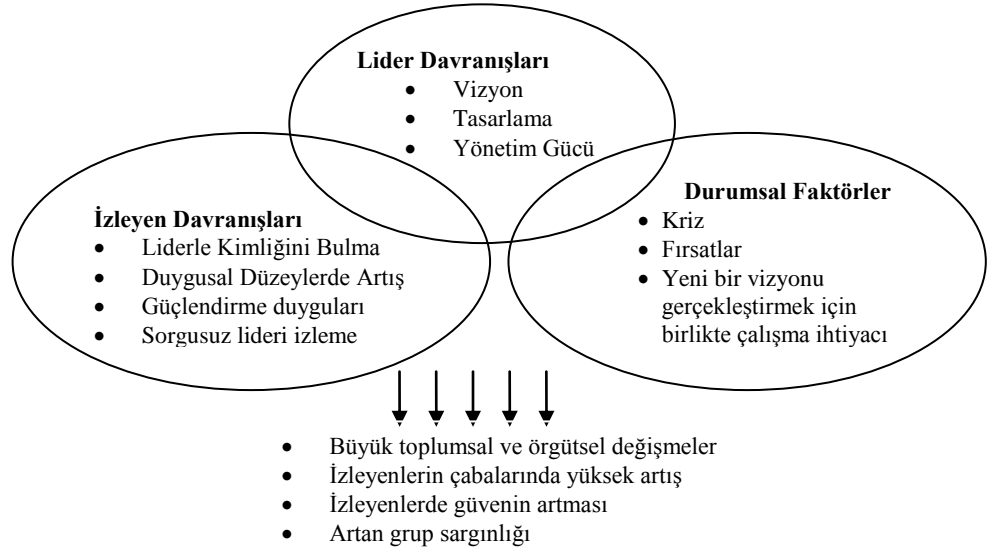 Lider Davranışları
• Vizyon
• Tasarlama
• Yönetim Gücü
İzleyen Davranışları
• Liderle Kimliğini Bulma
• Duygusal Düzeylerde Artış
• Güçlendirme duyguları
• Sorgusuz lideri izleme
Durumsal Faktörler
• Kriz
• Fırsatlar
• Yeni bir vizyonu
gerçekleştirmek için
birlikte çalışma ihtiyacı
• Büyük toplumsal ve örgütsel değişmeler
• İzleyenlerin çabalarında yüksek artış
• İzleyenlerde güvenin artması
• Artan grup sargınlığı